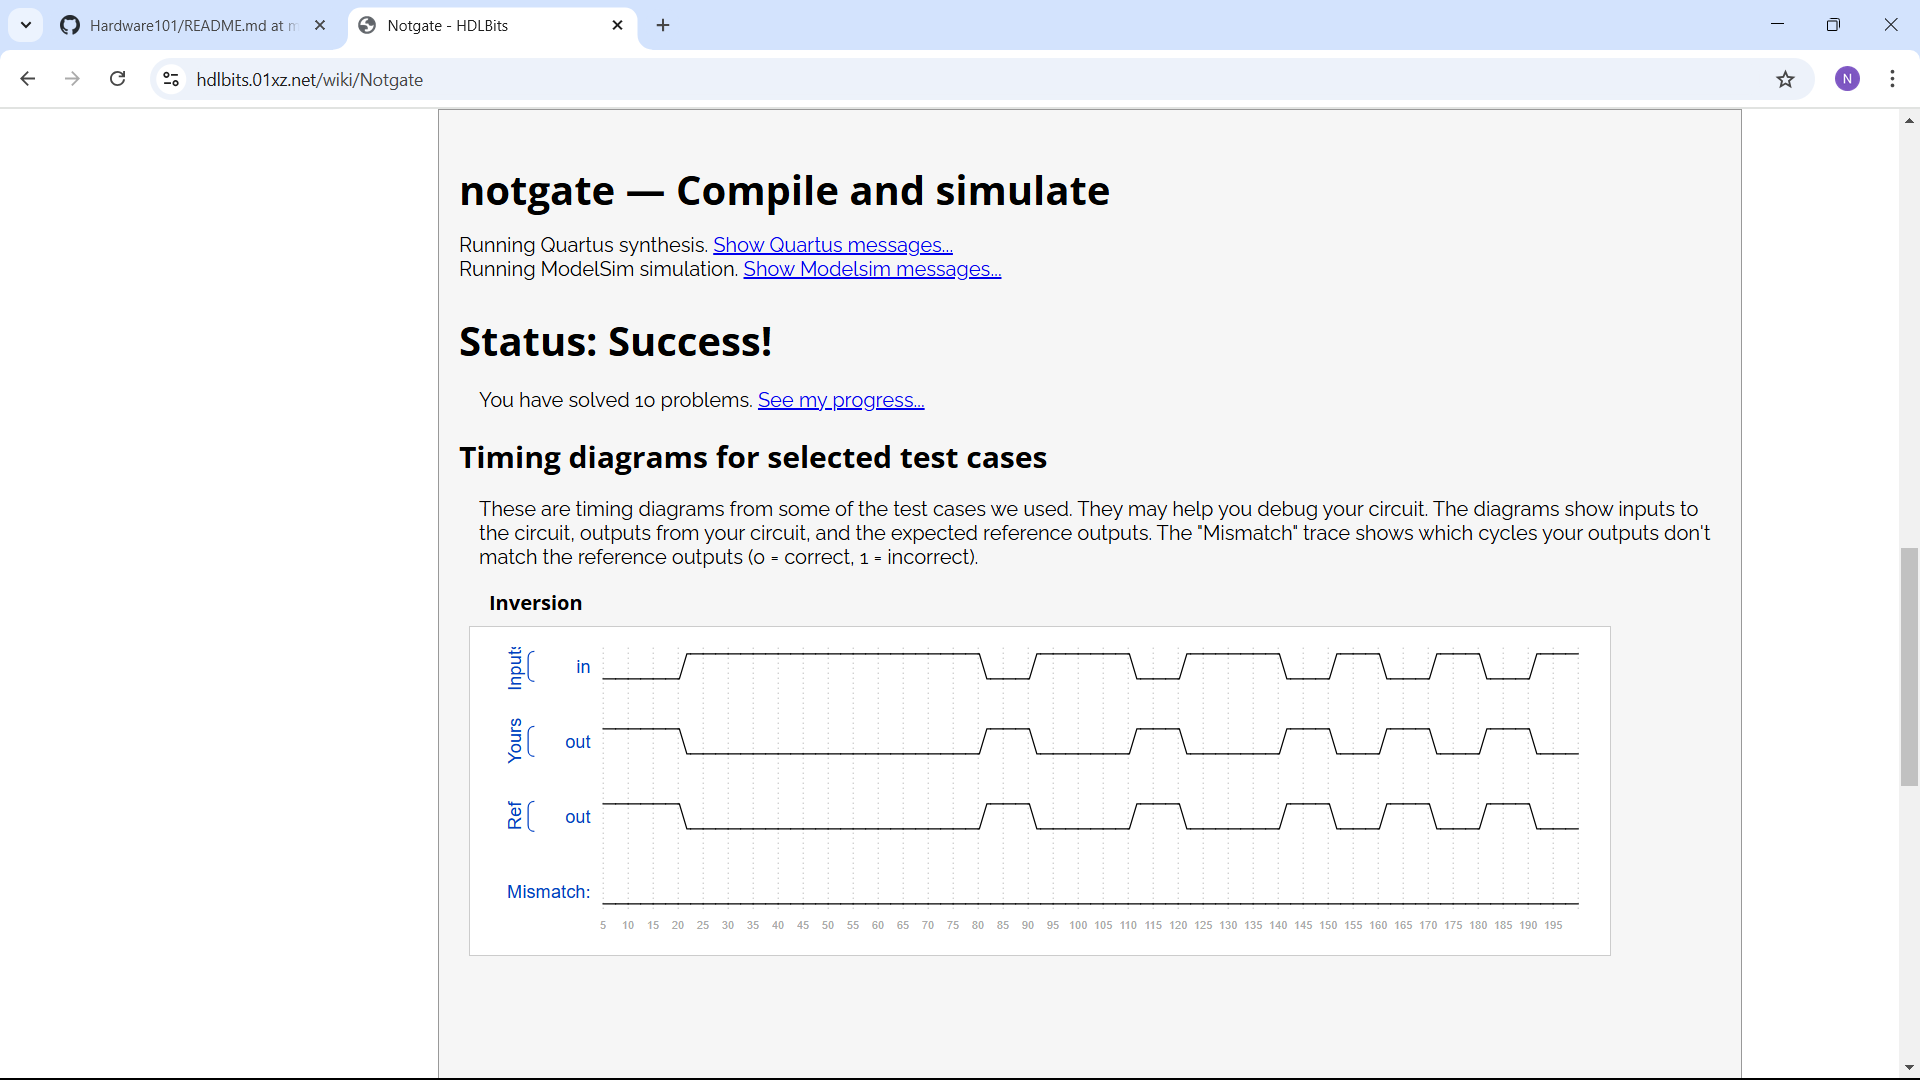 Hardware101/README.md at m
Notgate - HDLBits
hdlbits.01xz.net/wiki/Notgate
N
notgate — Compile and simulate
Running Quartus synthesis. Show Quartus messages...
Running ModelSim simulation. Show Modelsim messages...
Status: Success!
You have solved 10 problems. See my progress...
Timing diagrams for selected test cases
These are timing diagrams from some of the test cases we used. They may help you debug your circuit. The diagrams show inputs to
the circuit, outputs from your circuit, and the expected reference outputs. The "Mismatch" trace shows which cycles your outputs don't
match the reference outputs (0 = correct, 1 = incorrect).
Inversion
Inputs in
Yours out
Ref out
Mismatch:
5 10 15 20 25 30 35 40 45 50 55 60 65 70 75 80 85 90 95 100 105 110 115 120 125 130 135 140 145 150 155 160 165 170 175 180 185 190 195